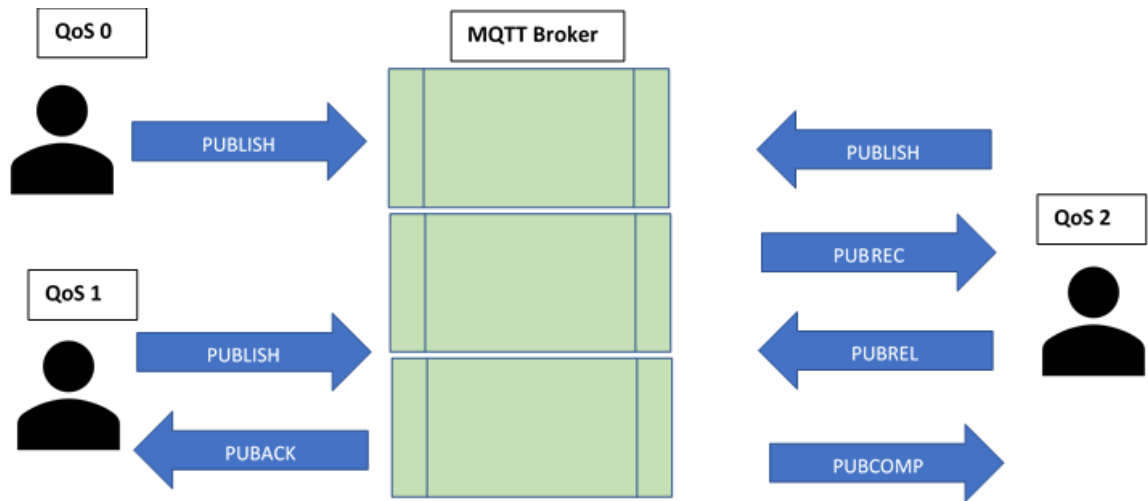 QoS 0
MQTT Broker
PUBLISH
PUBLISH
QoS 2
PUBREC
QoS 1
PUBLISH
PUBREL
PUBACK
PUBCOMP